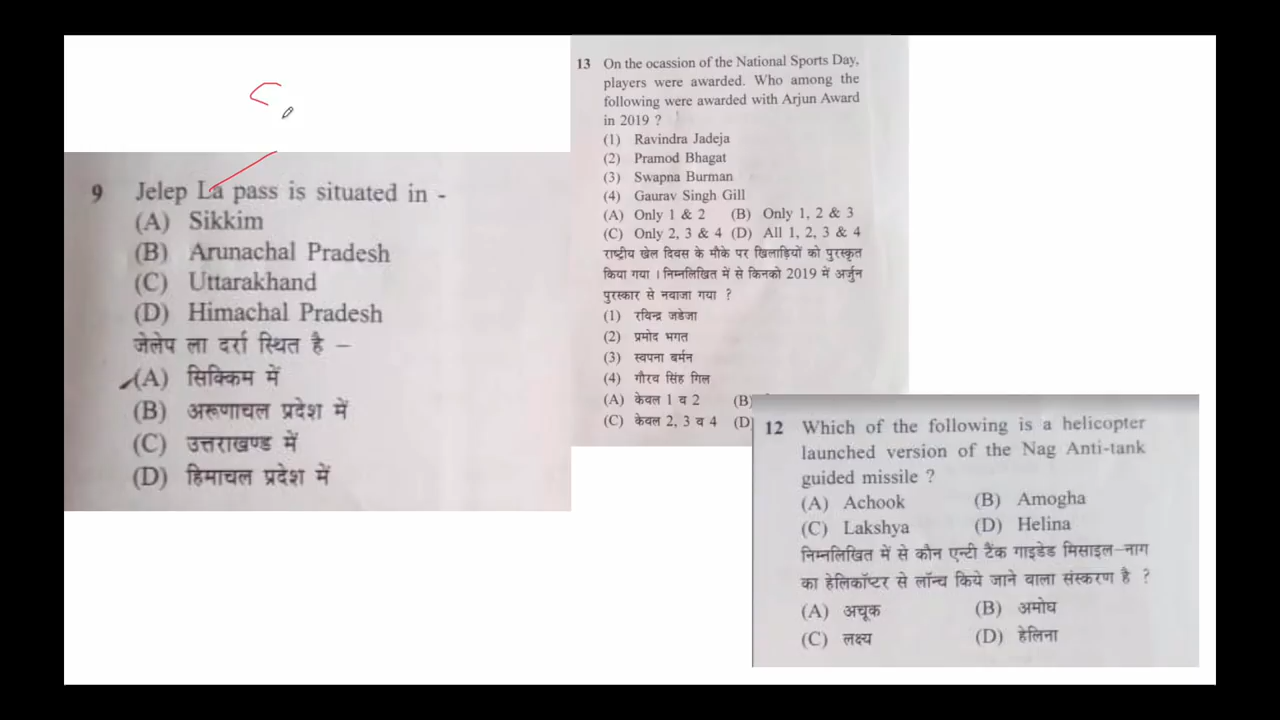 9 Jelep La pass is situated in -
(A) Sikkim
(B) Arunachal Pradesh
(C) Uttarakhand
(D) Himachal Pradesh
जेलेप ला दर्रा स्थित है –
(A) सिक्किम में
(B) अरूणाचल प्रदेश में
(C) उत्तराखण्ड में
(D) हिमाचल प्रदेश में
13 On the ocassion of the National Sports Day,
players were awarded. Who among the
following were awarded with Arjun Award
in 2019 ?
(1) Ravindra Jadeja
(2) Pramod Bhagat
(3) Swapna Burman
(4) Gaurav Singh Gill
(A) Only 1 & 2 (B) Only 1, 2 & 3
(C) Only 2, 3 & 4 (D) All 1, 2, 3 & 4
राष्ट्रीय खेल दिवस के मौके पर खिलाड़ियों को पुरस्कृत
किया गया । निम्नलिखित में से किनको 2019 में अर्जुन
पुरस्कार से नवाजा गया ?
(1) रविन्द्र जडेजा
(2) प्रमोद भगत
(3) स्वपना बर्मन
(4) गौरव सिंह गिल
(A) केवल 1 व 2 (B)
(C) केवल 2, 3 व 4 (D)
12 Which of the following is a helicopter
launched version of the Nag Anti-tank
guided missile ?
(A) Achook (B) Amogha
(C) Lakshya (D) Helina
निम्नलिखित में से कौन एन्टी टैंक गाइडेड मिसाइल–नाग
का हेलिकॉप्टर से लॉन्च किये जाने वाला संस्करण है ?
(A) अचूक (B) अमोघ
(C) लक्ष्य (D) हेलिना